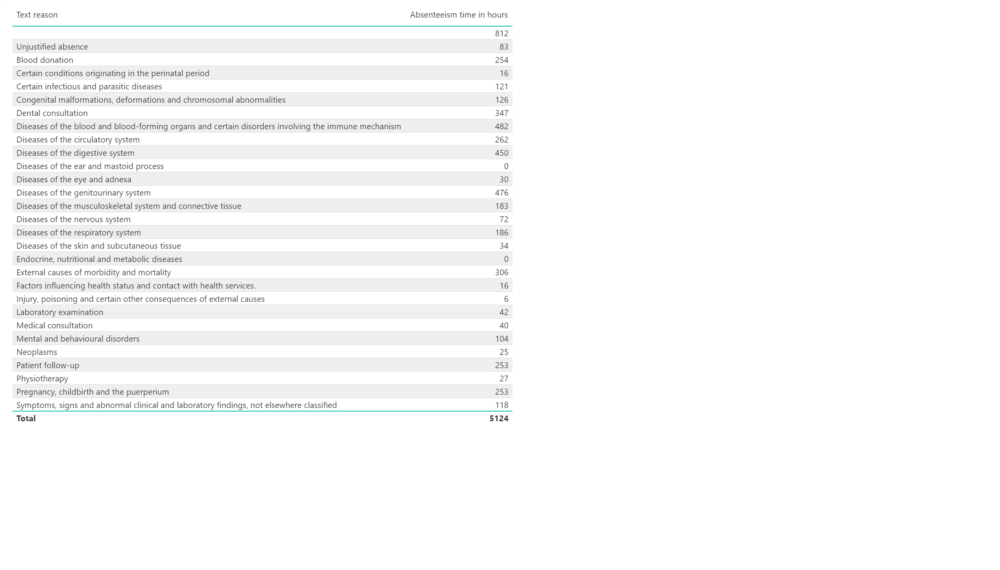 Text reason Absenteeism time in hours
812
Unjustified absence 83
Blood donation 254
Certain conditions originating in the perinatal period 16
Certain infectious and parasitic diseases 121
Congenital malformations, deformations and chromosomal abnormalities 126
Dental consultation 347
Diseases of the blood and blood-forming organs and certain disorders involving the immune mechanism 482
Diseases of the circulatory system 262
Diseases of the digestive system 450
Diseases of the ear and mastoid process 0
Diseases of the eye and adnexa 30
Diseases of the genitourinary system 476
Diseases of the musculoskeletal system and connective tissue 183
Diseases of the nervous system 72
Diseases of the respiratory system 186
Diseases of the skin and subcutaneous tissue 34
Endocrine, nutritional and metabolic diseases 0
External causes of morbidity and mortality 306
Factors influencing health status and contact with health services. 16
Injury, poisoning and certain other consequences of external causes 6
Laboratory examination 42
Medical consultation 40
Mental and behavioural disorders 104
Neoplasms 25
Patient follow-up 253
Physiotherapy 27
Pregnancy, childbirth and the puerperium 253
Symptoms, signs and abnormal clinical and laboratory findings, not elsewhere classified 118
Total 5124